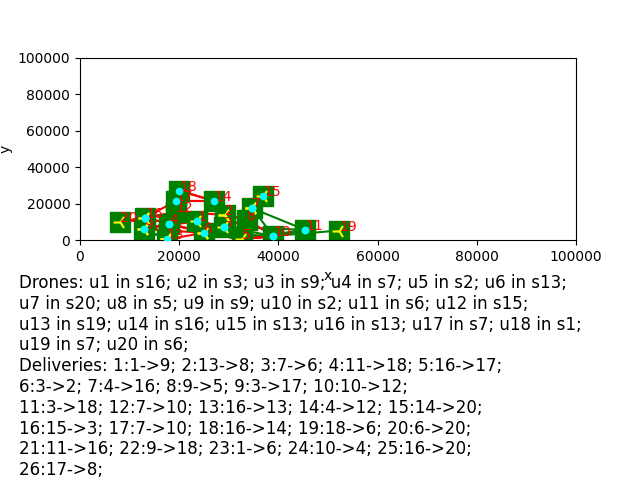 100000
80000
60000
40000
20000
0
y
0 20000 40000 60000 80000 100000
x
Drones: u1 in s16; u2 in s3; u3 in s9; u4 in s7; u5 in s2; u6 in s13;
u7 in s20; u8 in s5; u9 in s9; u10 in s2; u11 in s6; u12 in s15;
u13 in s19; u14 in s16; u15 in s13; u16 in s13; u17 in s7; u18 in s1;
u19 in s7; u20 in s6;
Deliveries: 1:1->9; 2:13->8; 3:7->6; 4:11->18; 5:16->17;
6:3->2; 7:4->16; 8:9->5; 9:3->17; 10:10->12;
11:3->18; 12:7->10; 13:16->13; 14:4->12; 15:14->20;
16:15->3; 17:7->10; 18:16->14; 19:18->6; 20:6->20;
21:11->16; 22:9->18; 23:1->6; 24:10->4; 25:16->20;
26:17->8;